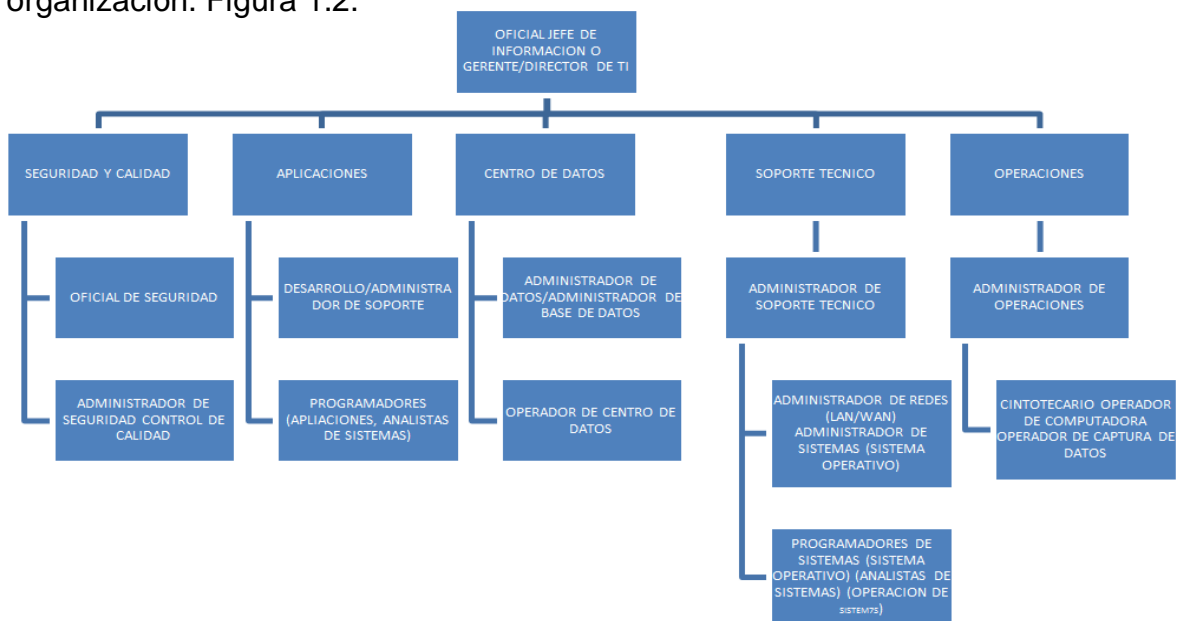 organización. Figura 1.2.
OFICIAL JEFE DE
INFORMACION O
GERENTE/DIRECTOR DE TI
SEGURIDAD Y CALIDAD
APLICACIONES
CENTRO DE DATOS
SOPORTE TECNICO
OPERACIONES
OFICIAL DE SEGURIDAD
DESARROLLO/ADMINISTRA
DOR DE SOPORTE
ADMINISTRADOR DE
DATOS/ADMINISTRADOR DE
BASE DE DATOS
ADMINISTRADOR DE
SOPORTE TECNICO
ADMINISTRADOR DE
OPERACIONES
ADMINISTRADOR DE
SEGURIDAD CONTROL DE
CALIDAD
PROGRAMADORES
(APLIACIONES, ANALISTAS
DE SISTEMAS)
OPERADOR DE CENTRO DE
DATOS
ADMINISTRADOR DE REDES
(LAN/WAN)
ADMINISTRADOR DE
SISTEMAS (SISTEMA
OPERATIVO)
CINTOTECARIO OPERADOR
DE COMPUTADORA
OPERADOR DE CAPTURA DE
DATOS
PROGRAMADORES DE
SISTEMAS (SISTEMA
OPERATIVO) (ANALISTAS DE
SISTEMAS) (OPERACION DE
SISTEM7S)